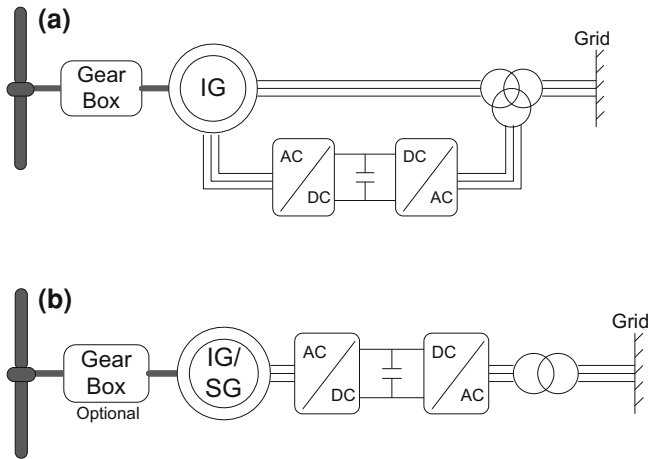 (a)
Grid
Gear
Box
IG
AC
DC
DC
AC
(b)
Grid
Gear
Box
Optional
IG/
SG
AC
DC
DC
AC